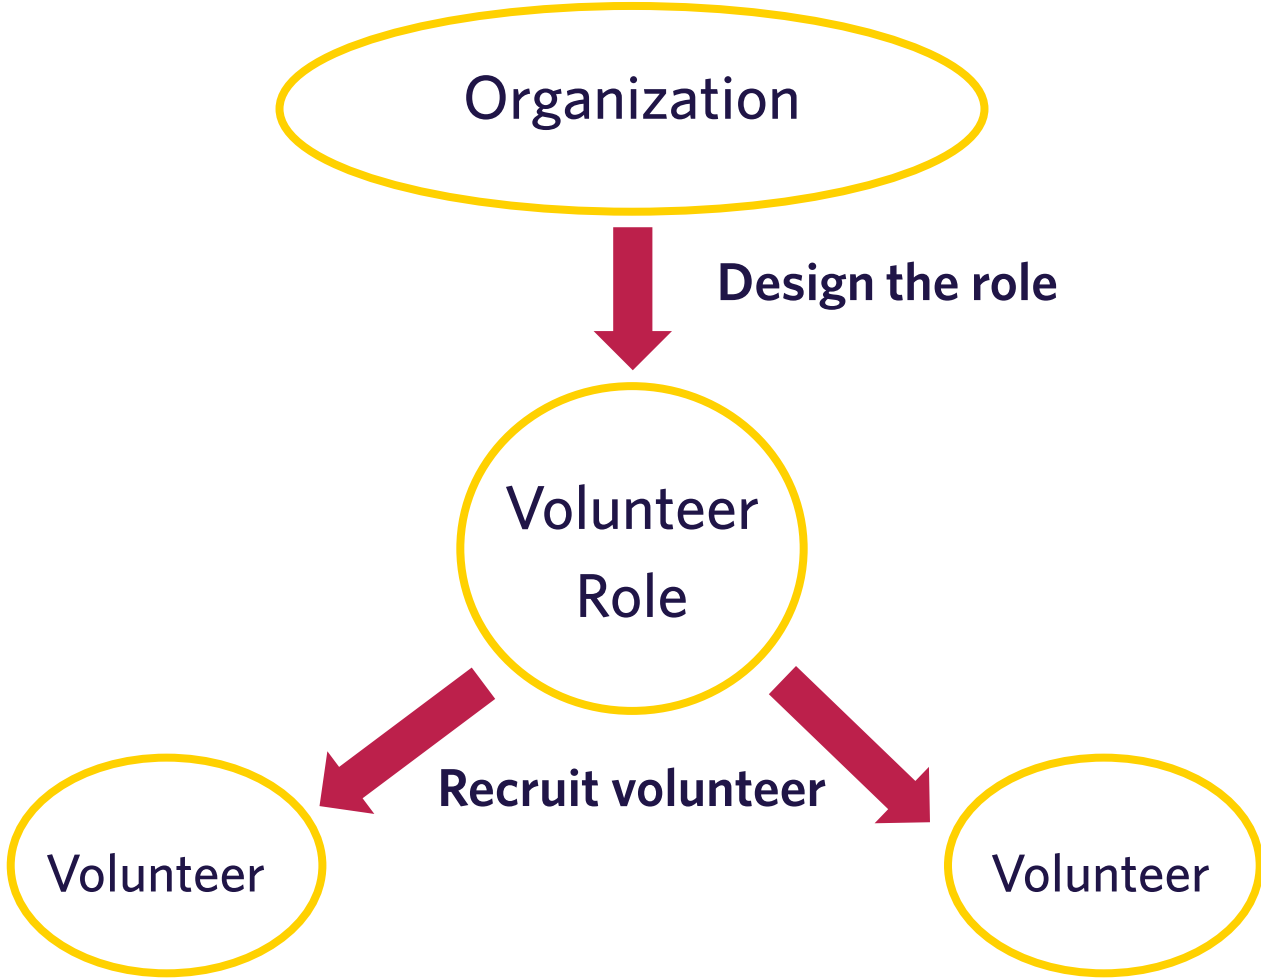 Organization
Design the role
Volunteer
Role
Recruit volunteer
Volunteer
Volunteer